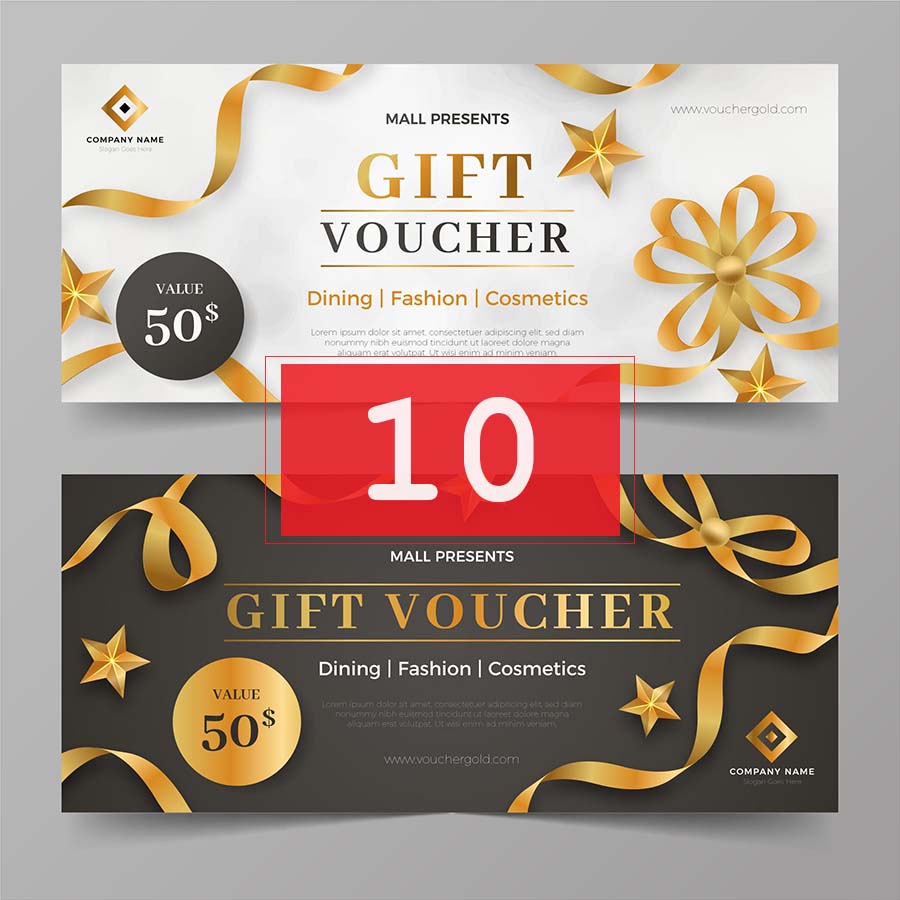 COMPANY NAME
Slogan Goes Here
MALL PRESENTS
www.vouchergold.com
GIFT
VOUCHER
VALUE
50$
Dining | Fashion | Cosmetics
Lorem ipsum dolor sit amet, consectetuer adipiscing elit, sed diam
nonummy nibh euismod tincidunt ut laoreet dolore magna
aliquam erat volutpat. Ut wisi enim ad minim veniam,
10
MALL PRESENTS
GIFT VOUCHER
Dining | Fashion | Cosmetics
VALUE
50$
www.vouchergold.com
COMPANY NAME
Slogan Goes Here